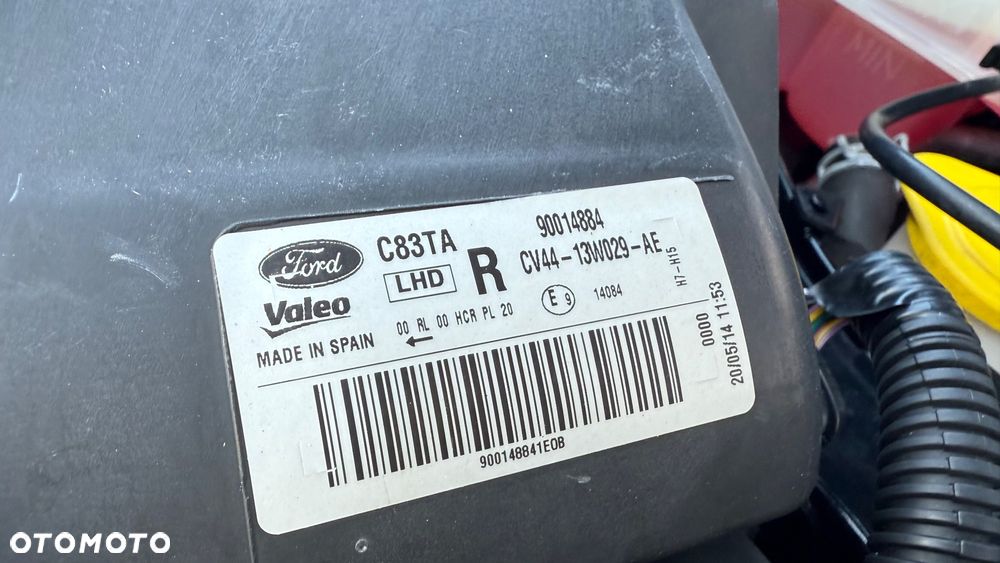 Ford
Valeo
MADE IN SPAIN
C83TA
LHD
R
90014884
CV44-13W029-AE
00 RL 00 HCR PL 20
E 9
14084
H7-H15
0000
20/05/14 11:53
900148841E0B
OTOMOTO